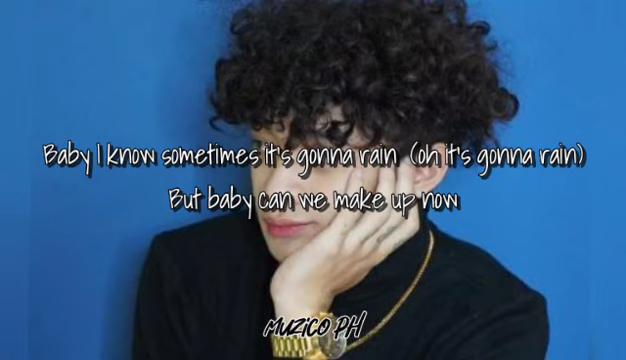 Baby I know sometimes it's gonna rain (oh it's gonna rain)
But baby can we make up now
MUZICO PH